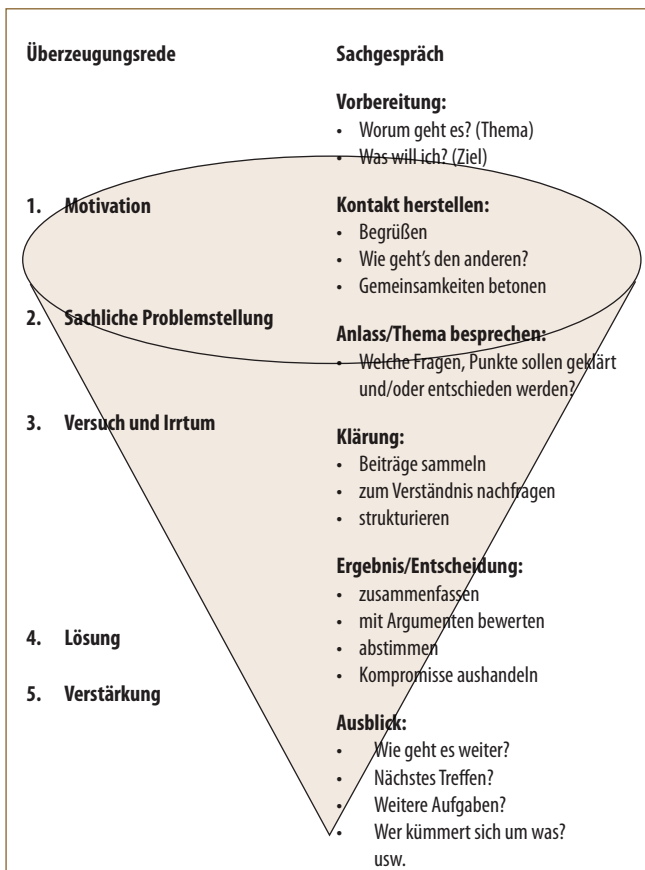 Überzeugungsrede
1. Motivation
2. Sachliche Problemstellung
3. Versuch und Irrtum
4. Lösung
5. Verstärkung
Sachgespräch
Vorbereitung:
• Worum geht es? (Thema)
• Was will ich? (Ziel)
Kontakt herstellen:
• Begrüßen
• Wie geht's den anderen?
• Gemeinsamkeiten betonen
Anlass/Thema besprechen:
• Welche Fragen, Punkte sollen geklärt
und/oder entschieden werden?
Klärung:
• Beiträge sammeln
• zum Verständnis nachfragen
• strukturieren
Ergebnis/Entscheidung:
• zusammenfassen
• mit Argumenten bewerten
• abstimmen
• Kompromisse aushandeln
Ausblick:
• Wie geht es weiter?
• Nächstes Treffen?
• Weitere Aufgaben?
• Wer kümmert sich um was?
usw.